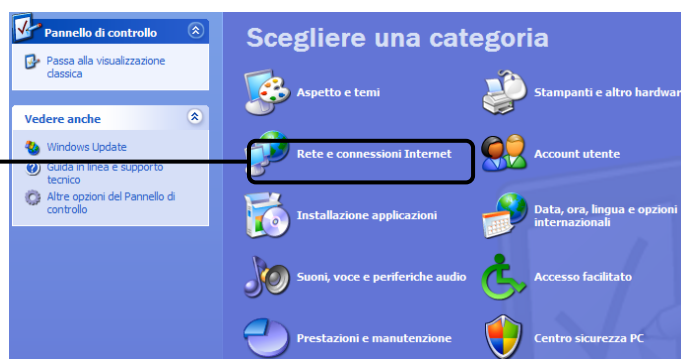 Pannello di controllo
Passa alla visualizzazione
classica
Vedere anche
Windows Update
Guida in linea e supporto
tecnico
Altre opzioni del Pannello di
controllo
Scegliere una categoria
Aspetto e temi
Stampanti e altro hardwar
Rete e connessioni Internet
Account utente
Installazione applicazioni
Data, ora, lingua e opzioni
internazionali
Suoni, voce e periferiche audio
Accesso facilitato
Prestazioni e manutenzione
Centro sicurezza PC